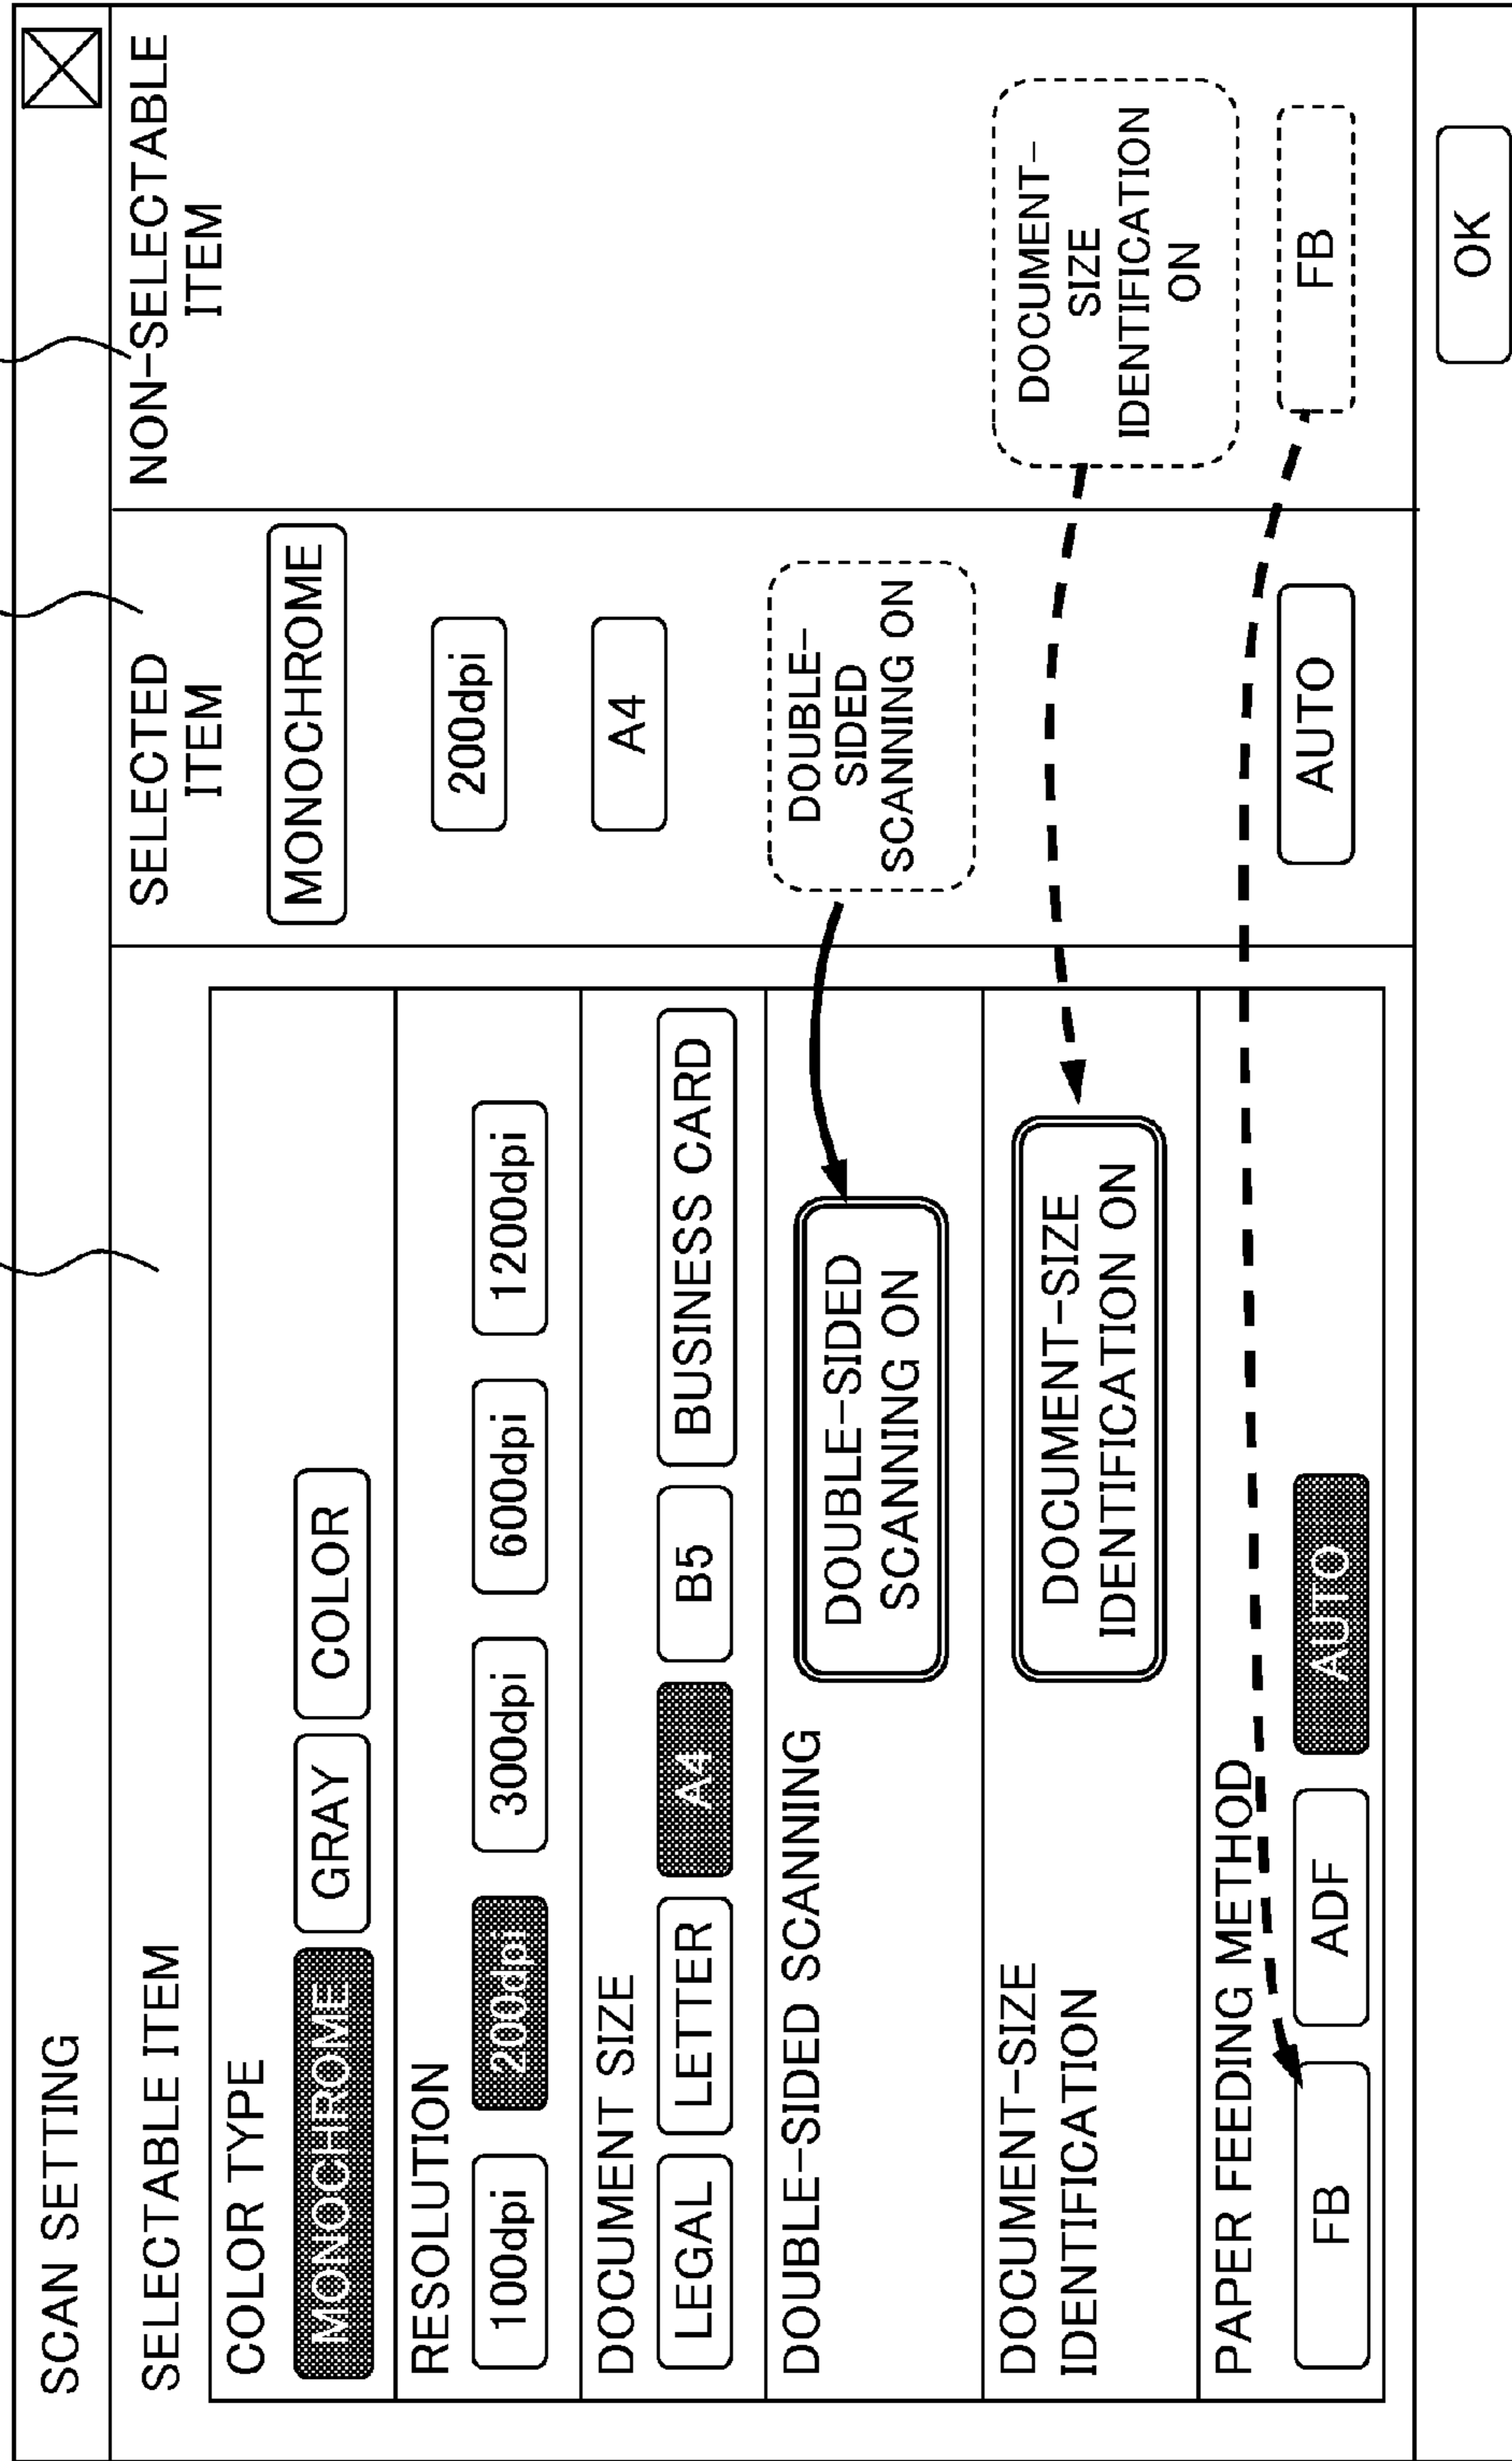 SCAN SETTING
SELECTABLE ITEM
COLOR TYPE
MONOCHROME
GRAY
COLOR
RESOLUTION
100dpi
200dpi
300dpi
600dpi
1200dpi
DOCUMENT SIZE
LEGAL
LETTER
A4
B5
BUSINESS CARD
DOUBLE-SIDED SCANNING
DOUBLE-SIDED
SCANNING ON
DOCUMENT-SIZE
IDENTIFICATION
DOCUMENT-SIZE
IDENTIFICATION ON
PAPER FEEDING METHOD
FB
ADF
AUTO
SELECTED
ITEM
MONOCHROME
200dpi
A4
DOUBLE-
SIDED
SCANNING ON
AUTO
NON-SELECTABLE
ITEM
DOCUMENT-
SIZE
IDENTIFICATION
ON
FB
OK